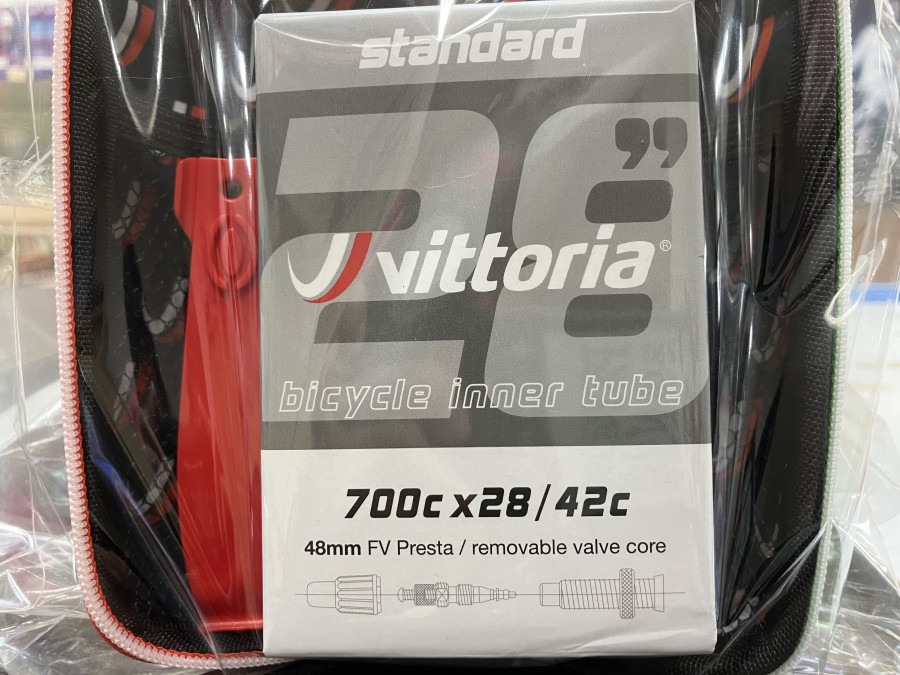 standard
28”
vittoria®
bicycle inner tube
700c x28/42c
48mm FV Presta / removable valve core